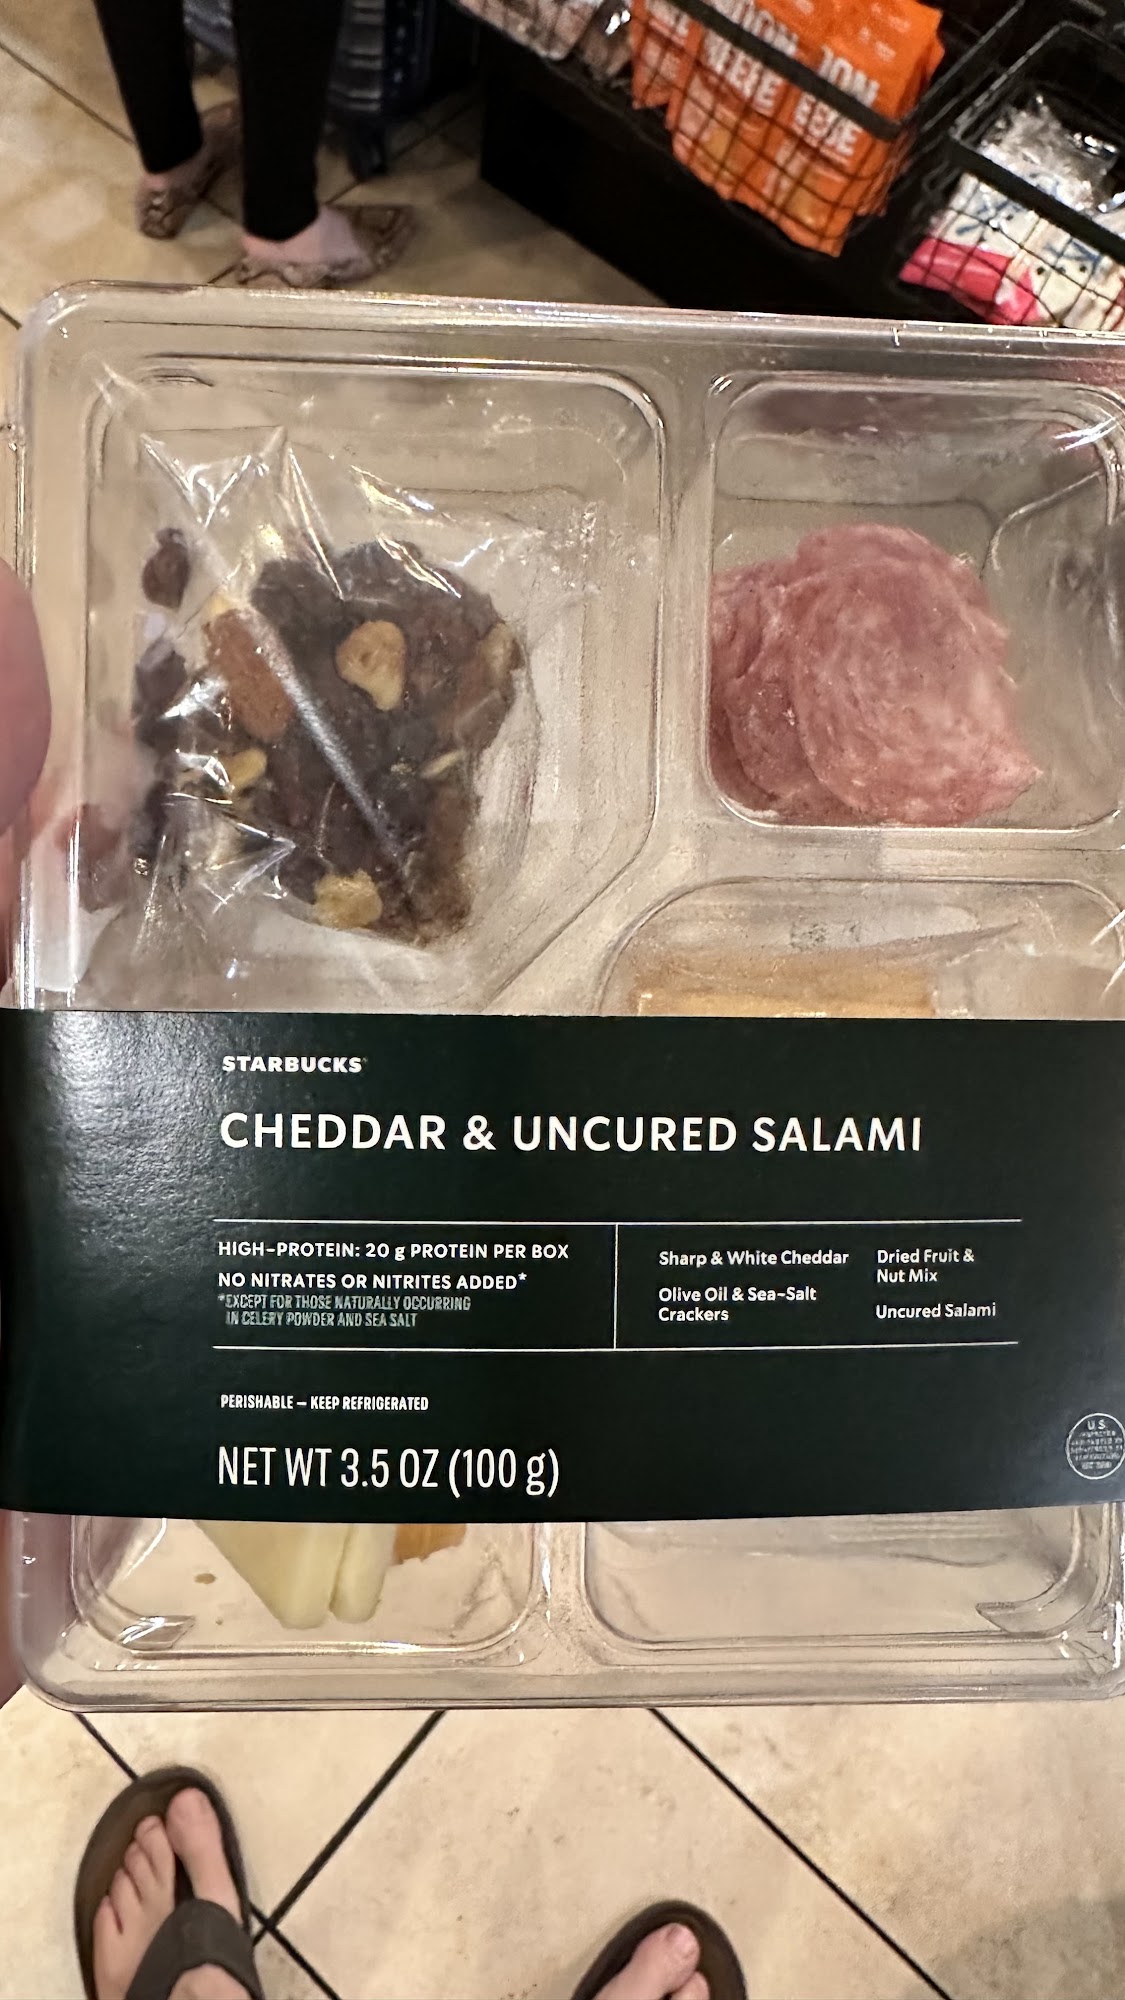 STARBUCKS
CHEDDAR & UNCURED SALAMI
HIGH-PROTEIN: 20 g PROTEIN PER BOX
NO NITRATES OR NITRITES ADDED*
*EXCEPT FOR THOSE NATURALLY OCCURRING
IN CELERY POWDER AND SEA SALT
Sharp & White Cheddar
Olive Oil & Sea-Salt
Crackers
Dried Fruit &
Nut Mix
Uncured Salami
PERISHABLE – KEEP REFRIGERATED
NET WT 3.5 OZ (100 g)
U.S.